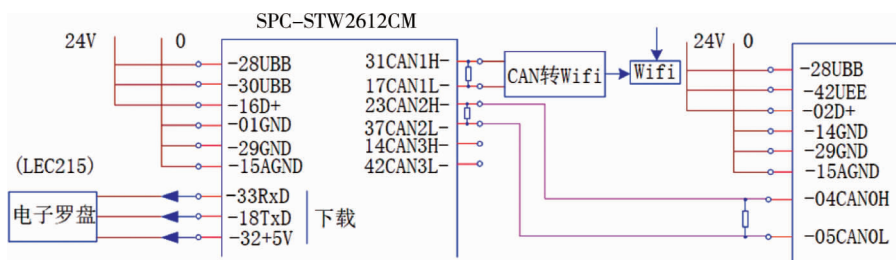 SPC-STW2612CM
24V 0
-28UBB
-30UBB
-16D+
-01GND
-29GND
-15AGND
(LEC215)
电子罗盘
-33RxD
-18TxD
-32+5V
下载
31CAN1H-
17CAN1L-
23CAN2H-
37CAN2L-
14CAN3H-
42CAN3L-
CAN转Wifi
Wifi
24V 0
-28UBB
-42UEE
-02D+
-14GND
-29GND
-15AGND
-04CANOH
-05CANOL